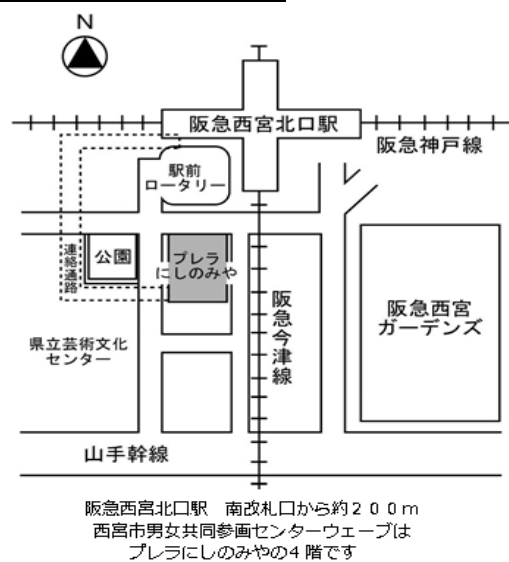 N
阪急西宮北口駅
阪急神戸線
駅前
ロータリー
連絡通路
公園
プレラ
にしのみや
阪急今津線
阪急西宮
ガーデンズ
県立芸術文化
センター
山手幹線
阪急西宮北口駅　南改札口から約２００ｍ
西宮市男女共同参画センターウェーブは
プレラにしのみやの4階です